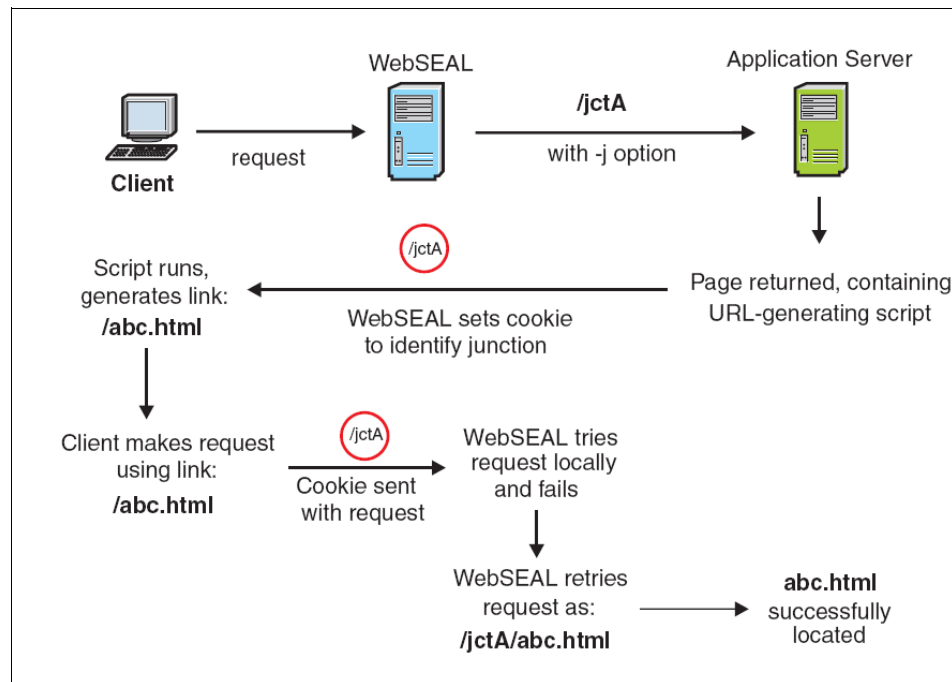 WebSEAL
Application Server
Client
request
/jctA
with -j option
/jctA
Script runs,
generates link:
/abc.html
WebSEAL sets cookie
to identify junction
Page returned, containing
URL-generating script
Client makes request
using link:
/abc.html
/jctA
Cookie sent
with request
WebSEAL tries
request locally
and fails
WebSEAL retries
request as:
/jctA/abc.html
abc.html
successfully
located